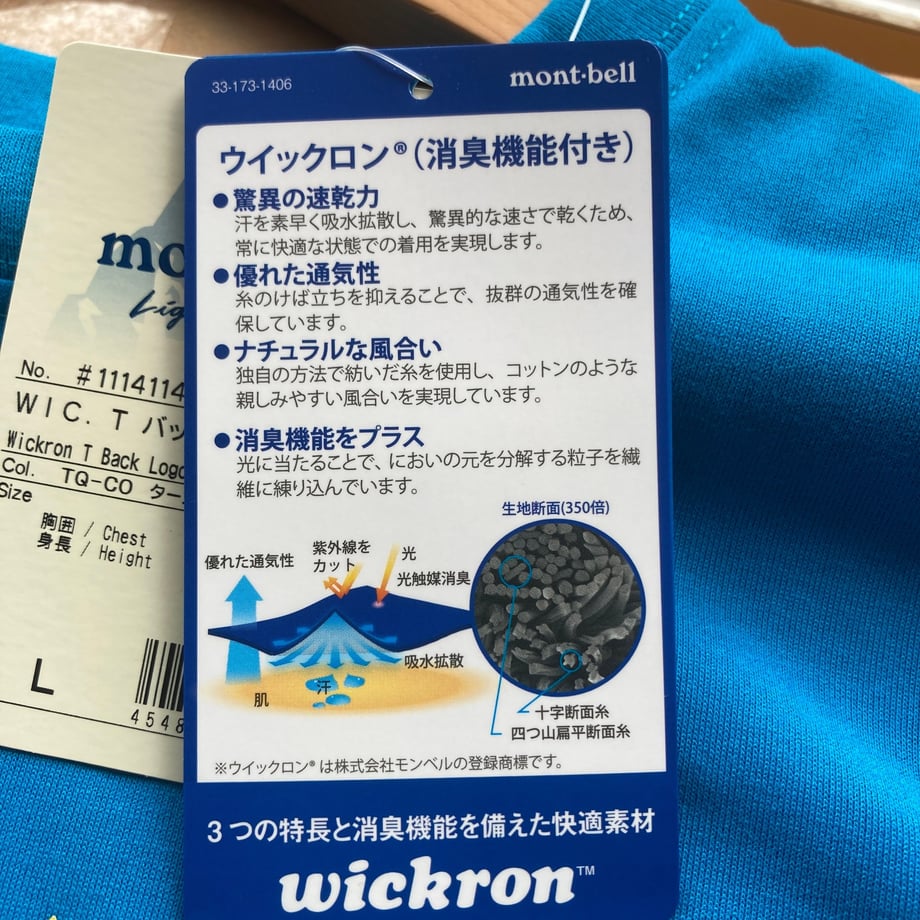 33-173-1406
mont-bell
ウイックロン®(消臭機能付き)
●驚異の速乾力
汗を素早く吸水拡散し、驚異的な速さで乾くため、
常に快適な状態での着用を実現します。
●優れた通気性
糸のけば立ちを抑えることで、抜群の通気性を確
保しています。
●ナチュラルな風合い
独自の方法で紡いだ糸を使用し、コットンのような
親しみやすい風合いを実現しています。
●消臭機能をプラス
光に当たることで、においの元を分解する粒子を繊
維に練り込んでいます。
生地断面(350倍)
優れた通気性
紫外線を
カット
光
光触媒消臭
吸水拡散
汗
肌
十字断面糸
四つ山扁平断面糸
※ウイックロン®は株式会社モンベルの登録商標です。
3つの特長と消臭機能を備えた快適素材
wickron™
mo
Lig
No. #1114114
WIC. T バッ
Wickron T Back Logo
Col. TQ-CO ター
Size
胸囲 / Chest
身長 / Height
L
4548